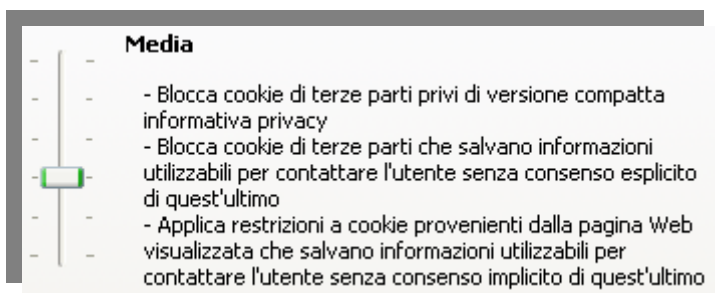 Media
- Blocca cookie di terze parti privi di versione compatta
informativa privacy
- Blocca cookie di terze parti che salvano informazioni
utilizzabili per contattare l'utente senza consenso esplicito
di quest'ultimo
- Applica restrizioni a cookie provenienti dalla pagina Web
visualizzata che salvano informazioni utilizzabili per
contattare l'utente senza consenso implicito di quest'ultimo